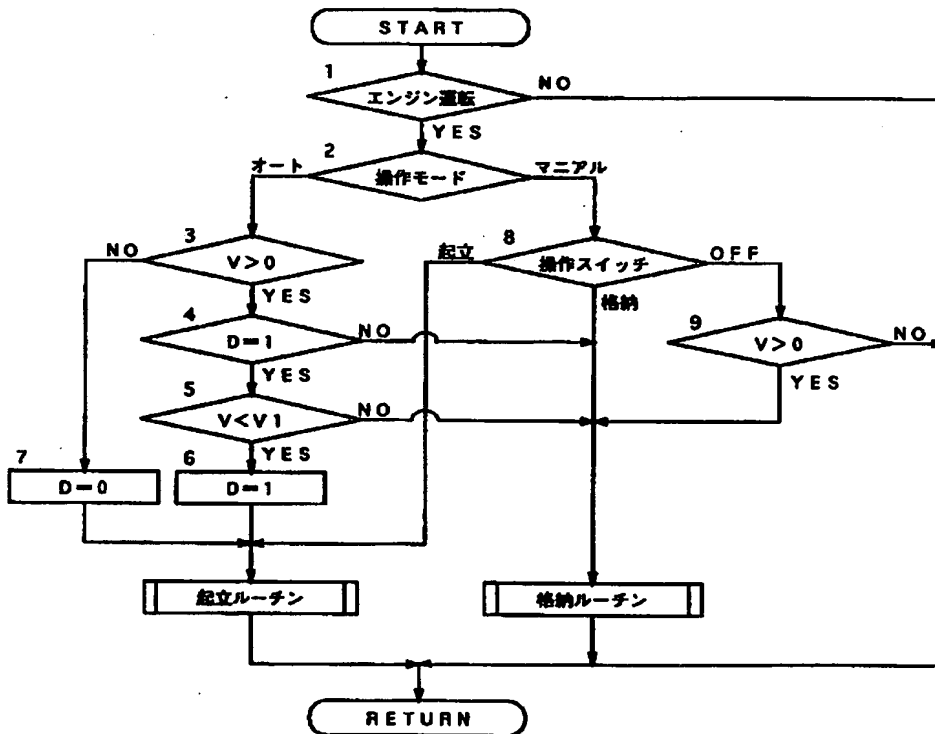 START
1
エンジン運転
NO
YES
2
オート
操作モード
マニアル
3
NO
V>0
YES
起立
8
操作スイッチ
OFF
格納
4
D=1
NO
YES
9
V>0
NO
YES
5
V<V1
NO
YES
7
D=0
6
D=1
起立ルーチン
格納ルーチン
RETURN